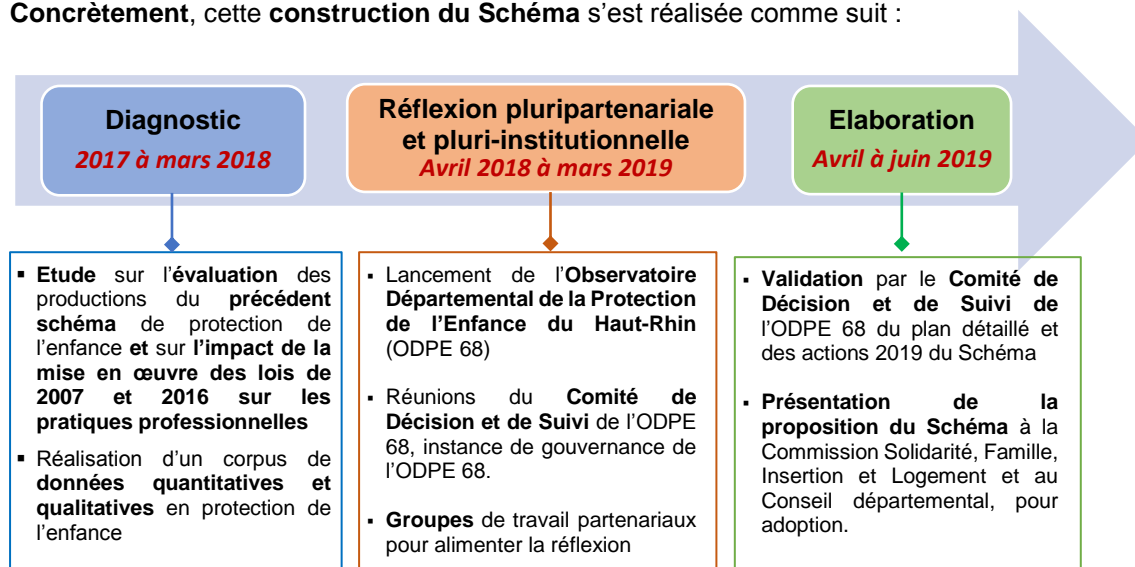 Concrètement, cette construction du Schéma s’est réalisée comme suit :
Diagnostic
2017 à mars 2018
Réflexion pluripartenariale
et pluri-institutionnelle
Avril 2018 à mars 2019
Elaboration
Avril à juin 2019
▪ Etude sur l’évaluation des
productions du précédent
schéma de protection de
l’enfance et sur l’impact de la
mise en œuvre des lois de
2007 et 2016 sur les
pratiques professionnelles
▪ Réalisation d’un corpus de
données quantitatives et
qualitatives en protection de
l’enfance
▪ Lancement de l’Observatoire
Départemental de la Protection
de l’Enfance du Haut-Rhin
(ODPE 68)
▪ Réunions du Comité de
Décision et de Suivi de l’ODPE
68, instance de gouvernance de
l’ODPE 68.
▪ Groupes de travail partenariaux
pour alimenter la réflexion
▪ Validation par le Comité de
Décision et de Suivi de
l’ODPE 68 du plan détaillé et
des actions 2019 du Schéma
▪ Présentation de la
proposition du Schéma à la
Commission Solidarité, Famille,
Insertion et Logement et au
Conseil départemental, pour
adoption.